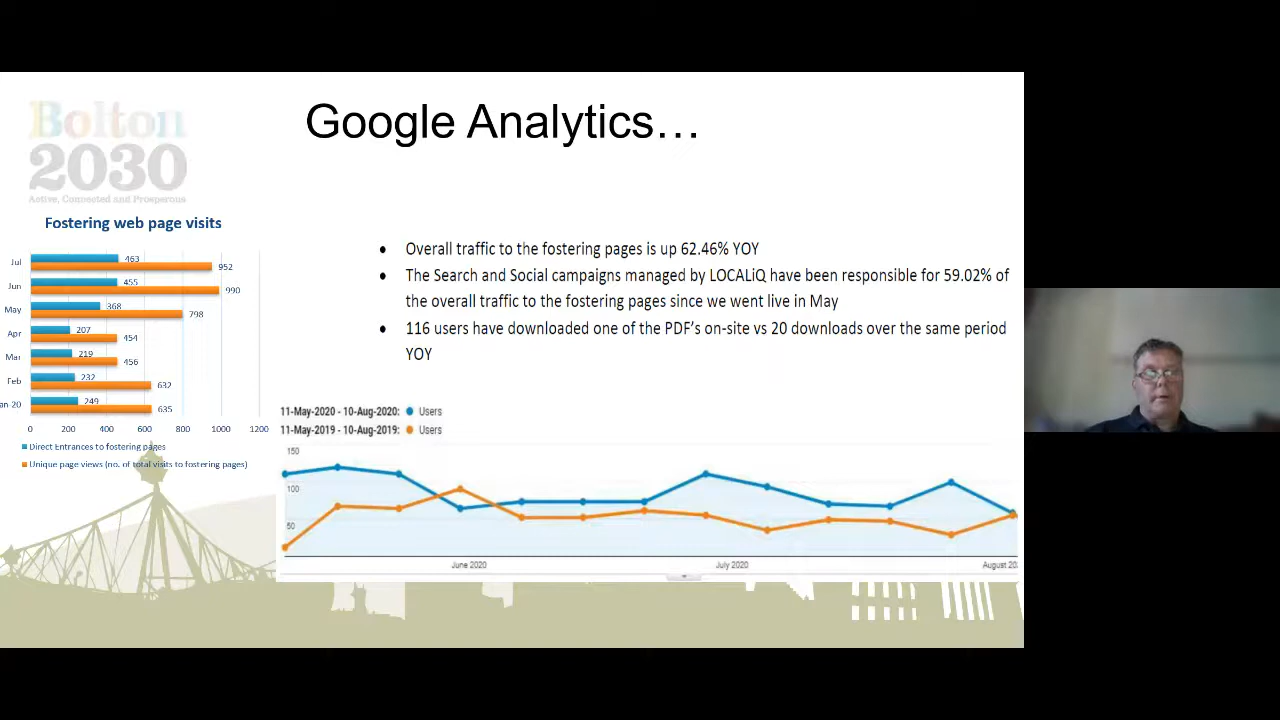 Bolton
2030
Active, Connected and Prosperous
Google Analytics…
Fostering web page visits
Jul 463 952
Jun 455 990
May 368 798
Apr 207 454
Mar 219 456
Feb 232 632
an-20 249 635
0 200 400 600 800 1000 1200
Direct Entrances to fostering pages
Unique page views (no. of total visits to fostering pages)
• Overall traffic to the fostering pages is up 62.46% YOY
• The Search and Social campaigns managed by LOCALiQ have been responsible for 59.02% of
the overall traffic to the fostering pages since we went live in May
• 116 users have downloaded one of the PDF's on-site vs 20 downloads over the same period
YOY
11-May-2020 - 10-Aug-2020: Users
11-May-2019 - 10-Aug-2019: Users
150
100
50
June 2020 July 2020 August 20